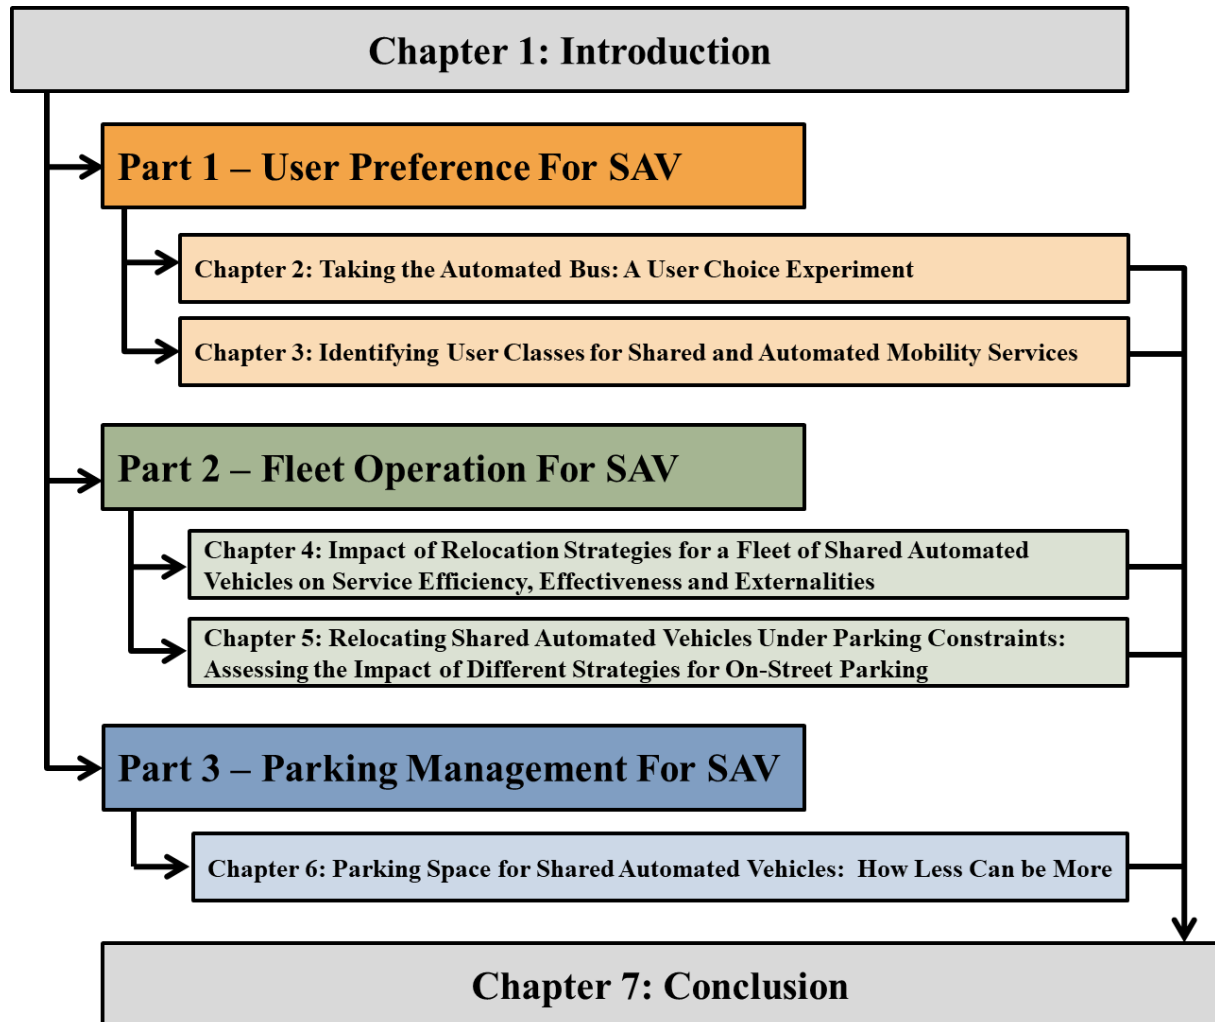 Chapter 1: Introduction
Part 1 – User Preference For SAV
Chapter 2: Taking the Automated Bus: A User Choice Experiment
Chapter 3: Identifying User Classes for Shared and Automated Mobility Services
Part 2 – Fleet Operation For SAV
Chapter 4: Impact of Relocation Strategies for a Fleet of Shared Automated
Vehicles on Service Efficiency, Effectiveness and Externalities
Chapter 5: Relocating Shared Automated Vehicles Under Parking Constraints:
Assessing the Impact of Different Strategies for On-Street Parking
Part 3 – Parking Management For SAV
Chapter 6: Parking Space for Shared Automated Vehicles:  How Less Can be More
Chapter 7: Conclusion